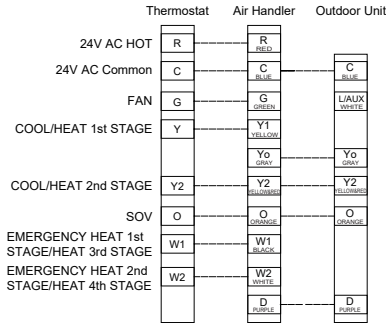 Thermostat Air Handler Outdoor Unit
24V AC HOT R R RED
24V AC Common C C BLUE C BLUE
FAN G G GREEN L/AUX WHITE
COOL/HEAT 1st STAGE Y Y1 YELLOW
Yo GRAY Yo GRAY
COOL/HEAT 2nd STAGE Y2 Y2 YELLOW&RED Y2 YELLOW&RED
SOV O O ORANGE O ORANGE
EMERGENCY HEAT 1st
STAGE/HEAT 3rd STAGE W1 W1 BLACK
EMERGENCY HEAT 2nd
STAGE/HEAT 4th STAGE W2 W2 WHITE
D PURPLE D PURPLE